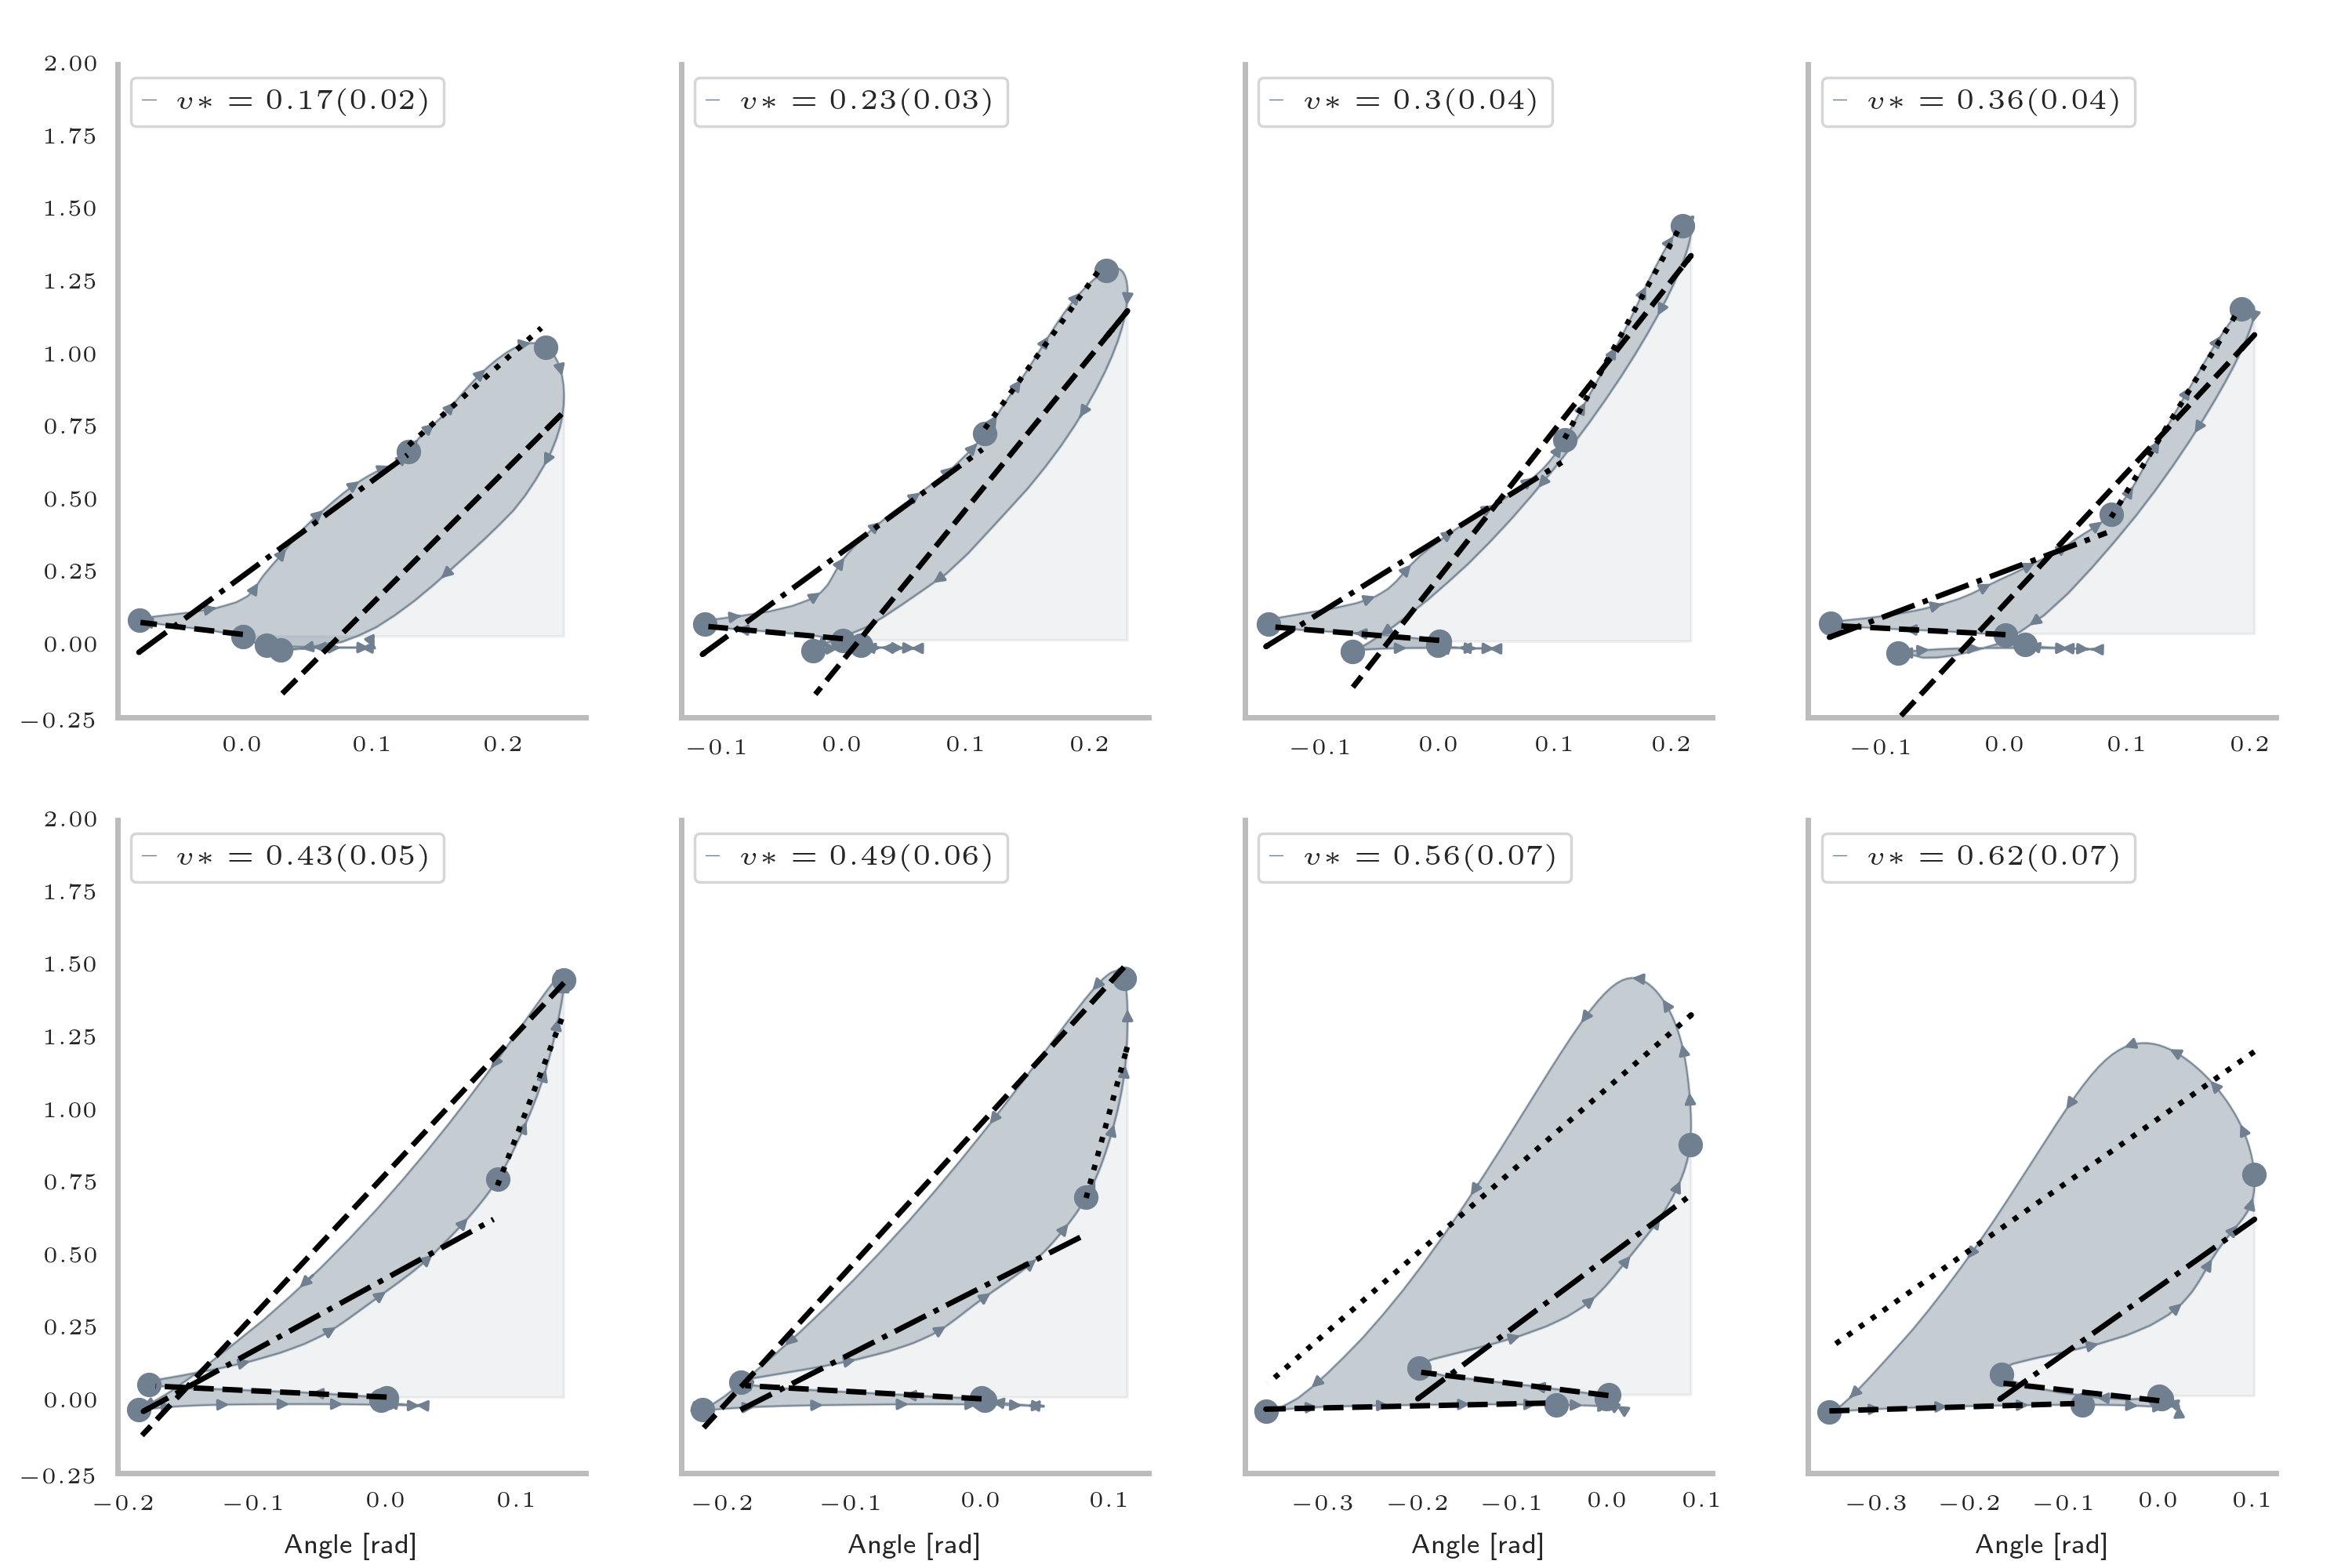 2.00
1.75
1.50
1.25
1.00
0.75
0.50
0.25
0.00
−0.25
v∗ = 0.17(0.02)
0.0 0.1 0.2
v∗ = 0.23(0.03)
−0.1 0.0 0.1 0.2
v∗ = 0.3(0.04)
−0.1 0.0 0.1 0.2
v∗ = 0.36(0.04)
−0.1 0.0 0.1 0.2
2.00
1.75
1.50
1.25
1.00
0.75
0.50
0.25
0.00
−0.25
v∗ = 0.43(0.05)
−0.2 −0.1 0.0 0.1
Angle [rad]
v∗ = 0.49(0.06)
−0.2 −0.1 0.0 0.1
Angle [rad]
v∗ = 0.56(0.07)
−0.3 −0.2 −0.1 0.0 0.1
Angle [rad]
v∗ = 0.62(0.07)
−0.3 −0.2 −0.1 0.0 0.1
Angle [rad]